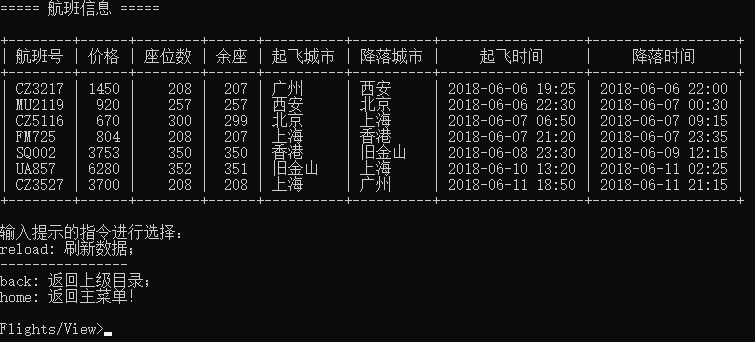 ===== 航班信息 =====
+--------+------+--------+------+----------+----------+------------------+------------------+
| 航班号 | 价格 | 座位数 | 余座 | 起飞城市 | 降落城市 |     起飞时间     |     降落时间     |
+--------+------+--------+------+----------+----------+------------------+------------------+
| CZ3217 | 1450 |    208 |  207 | 广州     | 西安     | 2018-06-06 19:25 | 2018-06-06 22:00 |
| MU2119 |  920 |    257 |  257 | 西安     | 北京     | 2018-06-06 22:30 | 2018-06-07 00:30 |
| CZ5116 |  670 |    300 |  299 | 北京     | 上海     | 2018-06-07 06:50 | 2018-06-07 09:15 |
| FM725  |  804 |    208 |  207 | 上海     | 香港     | 2018-06-07 21:20 | 2018-06-07 23:35 |
| SQ002  | 3753 |    350 |  350 | 香港     | 旧金山   | 2018-06-08 23:30 | 2018-06-09 12:15 |
| UA857  | 6280 |    352 |  351 | 旧金山   | 上海     | 2018-06-10 13:20 | 2018-06-11 02:25 |
| CZ3527 | 3700 |    208 |  208 | 上海     | 广州     | 2018-06-11 18:50 | 2018-06-11 21:15 |
+--------+------+--------+------+----------+----------+------------------+------------------+
输入提示的指令进行选择:
reload: 刷新数据;
----------------
back: 返回上级目录;
home: 返回主菜单!
Flights/View>